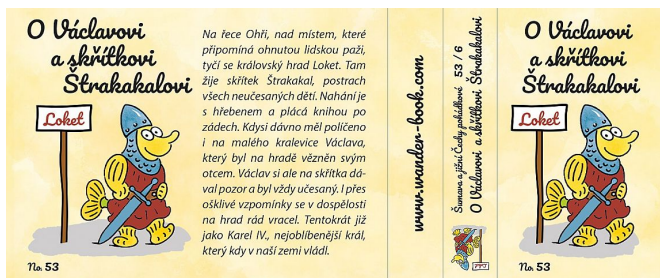 O Václavovi
a skřítkovi
Štrakakalovi
Loket
No. 53
Na řece Ohři, nad místem, které
připomíná ohnutou lidskou paži,
tyčí se královský hrad Loket. Tam
žije skřítek Štrakakal, postrach
všech neučesaných dětí. Nahání je
s hřebenem a plácá knihou po
zádech. Kdysi dávno měl políčeno
i na malého kralevice Václava,
který byl na hradě vězněn svým
otcem. Václav si ale na skřítka dá-
val pozor a byl vždy učesaný. I přes
ošklivé vzpomínky se v dospělosti
na hrad rád vracel. Tentokrát již
jako Karel IV., nejoblíbenější král,
který kdy v naší zemi vládl.
www.wander-book.com
Šumava a jižní Čechy pohádkové 53 / 6
O Václavovi a skřítkovi Štrakakalovi
O Václavovi
a skřítkovi
Štrakakalovi
Loket
No. 53